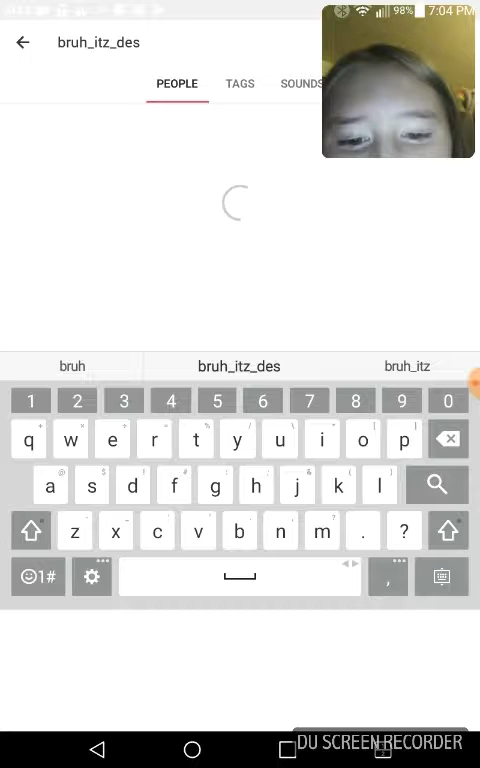 98% 7:04 PM
bruh_itz_des
PEOPLE TAGS SOUNDS
bruh bruh_itz_des bruh_itz
1 2 3 4 5 6 7 8 9 0
q w e r t y u i o p
a s d f g h j k l
z x c v b n m . ?
1# ,
DU SCREEN RECORDER